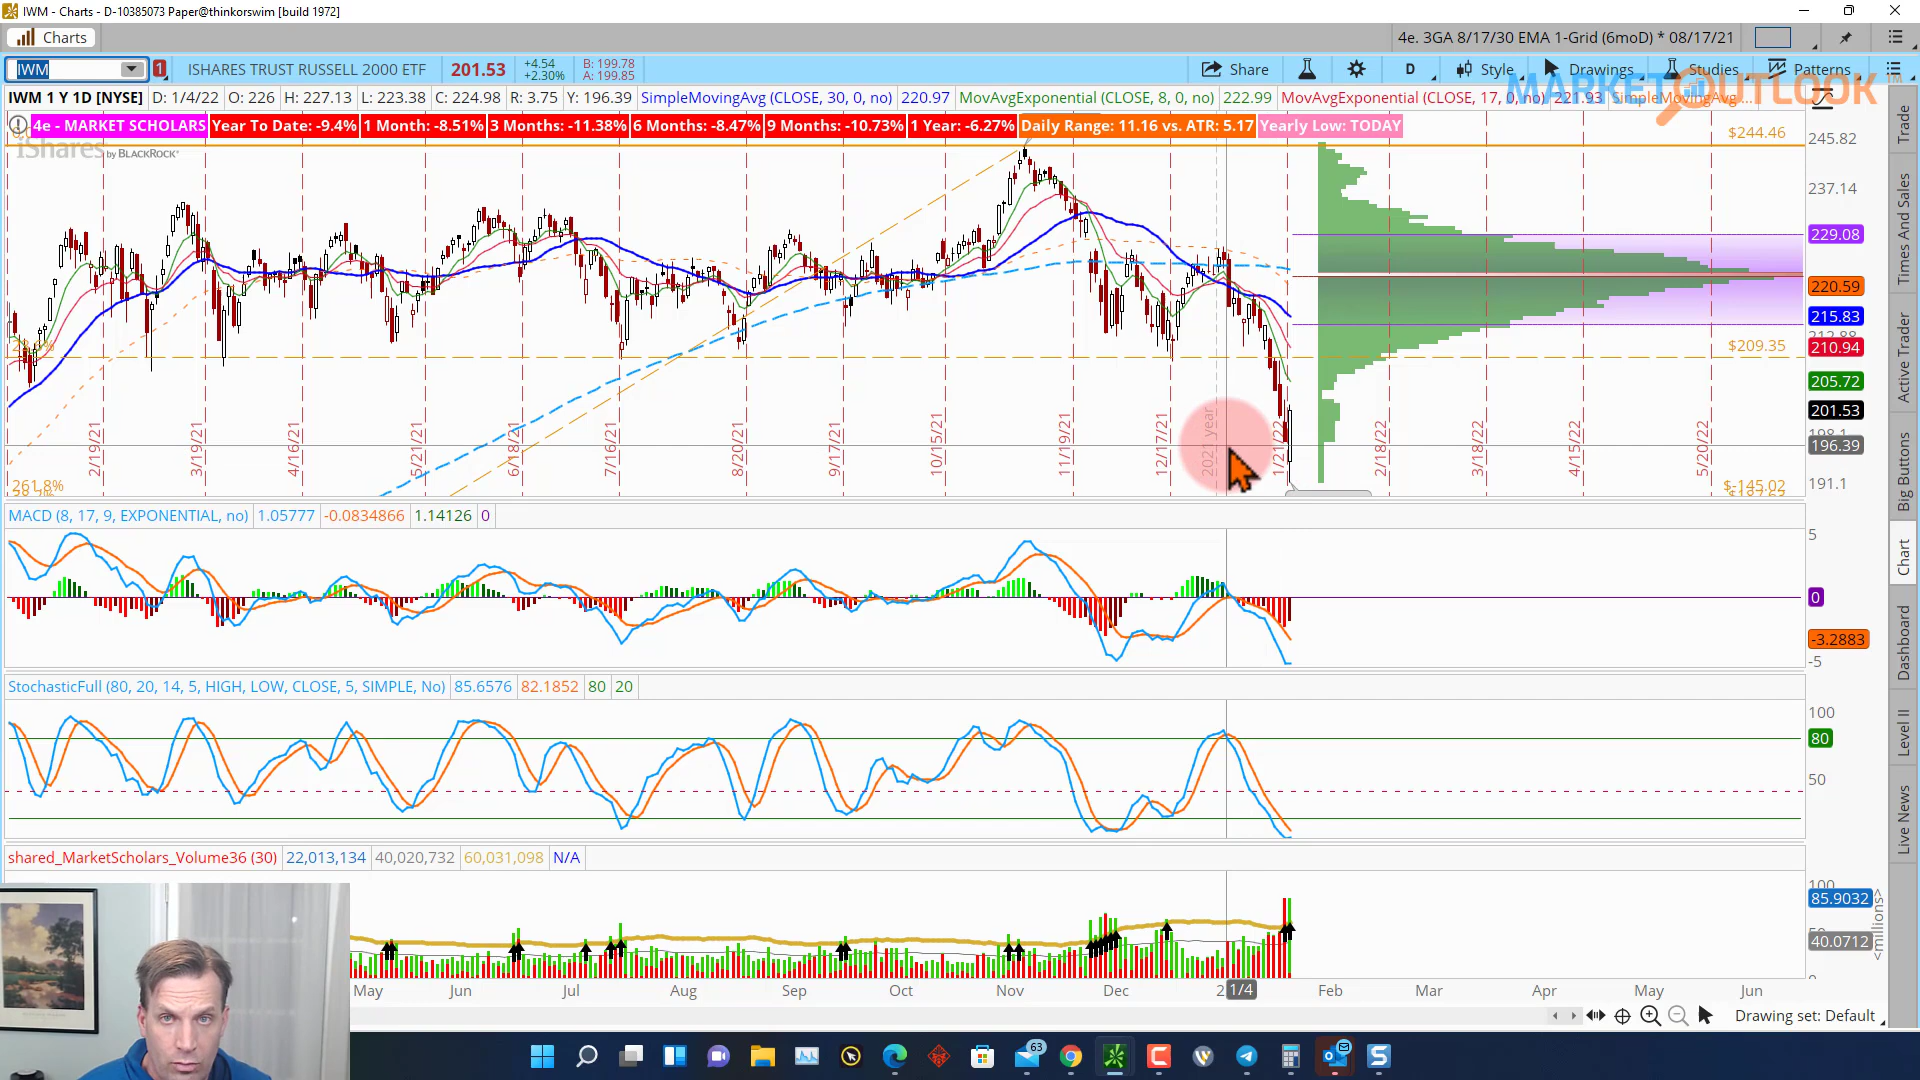 IWM - Charts - D-10385073 Paper@thinkorswim [build 1972]
Charts
4e. 3GA 8/17/30 EMA 1-Grid (6moD) * 08/17/21
IWM
1
ISHARES TRUST RUSSELL 2000 ETF
201.53
+4.54
+2.30%
B: 199.78
A: 199.85
Share
D
Style
Drawings
Studies
Patterns
MARKET OUTLOOK
IWM 1 Y 1D [NYSE]
D: 1/4/22
O: 226
H: 227.13
L: 223.38
C: 224.98
R: 3.75
Y: 196.39
SimpleMovingAvg (CLOSE, 30, 0, no)
220.97
MovAvgExponential (CLOSE, 8, 0, no)
222.99
MovAvgExponential (CLOSE, 17, 0, no)
221.93
SimpleMovingAvg...
4e - MARKET SCHOLARS
Year To Date: -9.4%
1 Month: -8.51%
3 Months: -11.38%
6 Months: -8.47%
9 Months: -10.73%
1 Year: -6.27%
Daily Range: 11.16 vs. ATR: 5.17
Yearly Low: TODAY
iShares by BLACKROCK
$244.46
245.82
237.14
229.08
220.59
215.83
$209.35
210.94
205.72
201.53
196.39
191.1
$-145.02
261.8%
2/19/21
3/19/21
4/16/21
5/21/21
6/18/21
7/16/21
8/20/21
9/17/21
10/15/21
11/19/21
12/17/21
2021 year
1/21/22
2/18/22
3/18/22
4/15/22
5/20/22
MACD (8, 17, 9, EXPONENTIAL, no)
1.05777
-0.0834866
1.14126
0
5
0
-3.2883
-5
StochasticFull (80, 20, 14, 5, HIGH, LOW, CLOSE, 5, SIMPLE, No)
85.6576
82.1852
80
20
100
80
50
shared_MarketScholars_Volume36 (30)
22,013,134
40,020,732
60,031,098
N/A
100
85.9032
40.0712
0
<millions>
May
Jun
Jul
Aug
Sep
Oct
Nov
Dec
2
1/4
Feb
Mar
Apr
May
Jun
Drawing set: Default
Trade
Times And Sales
Active Trader
Big Buttons
Chart
Dashboard
Level II
Live News
63